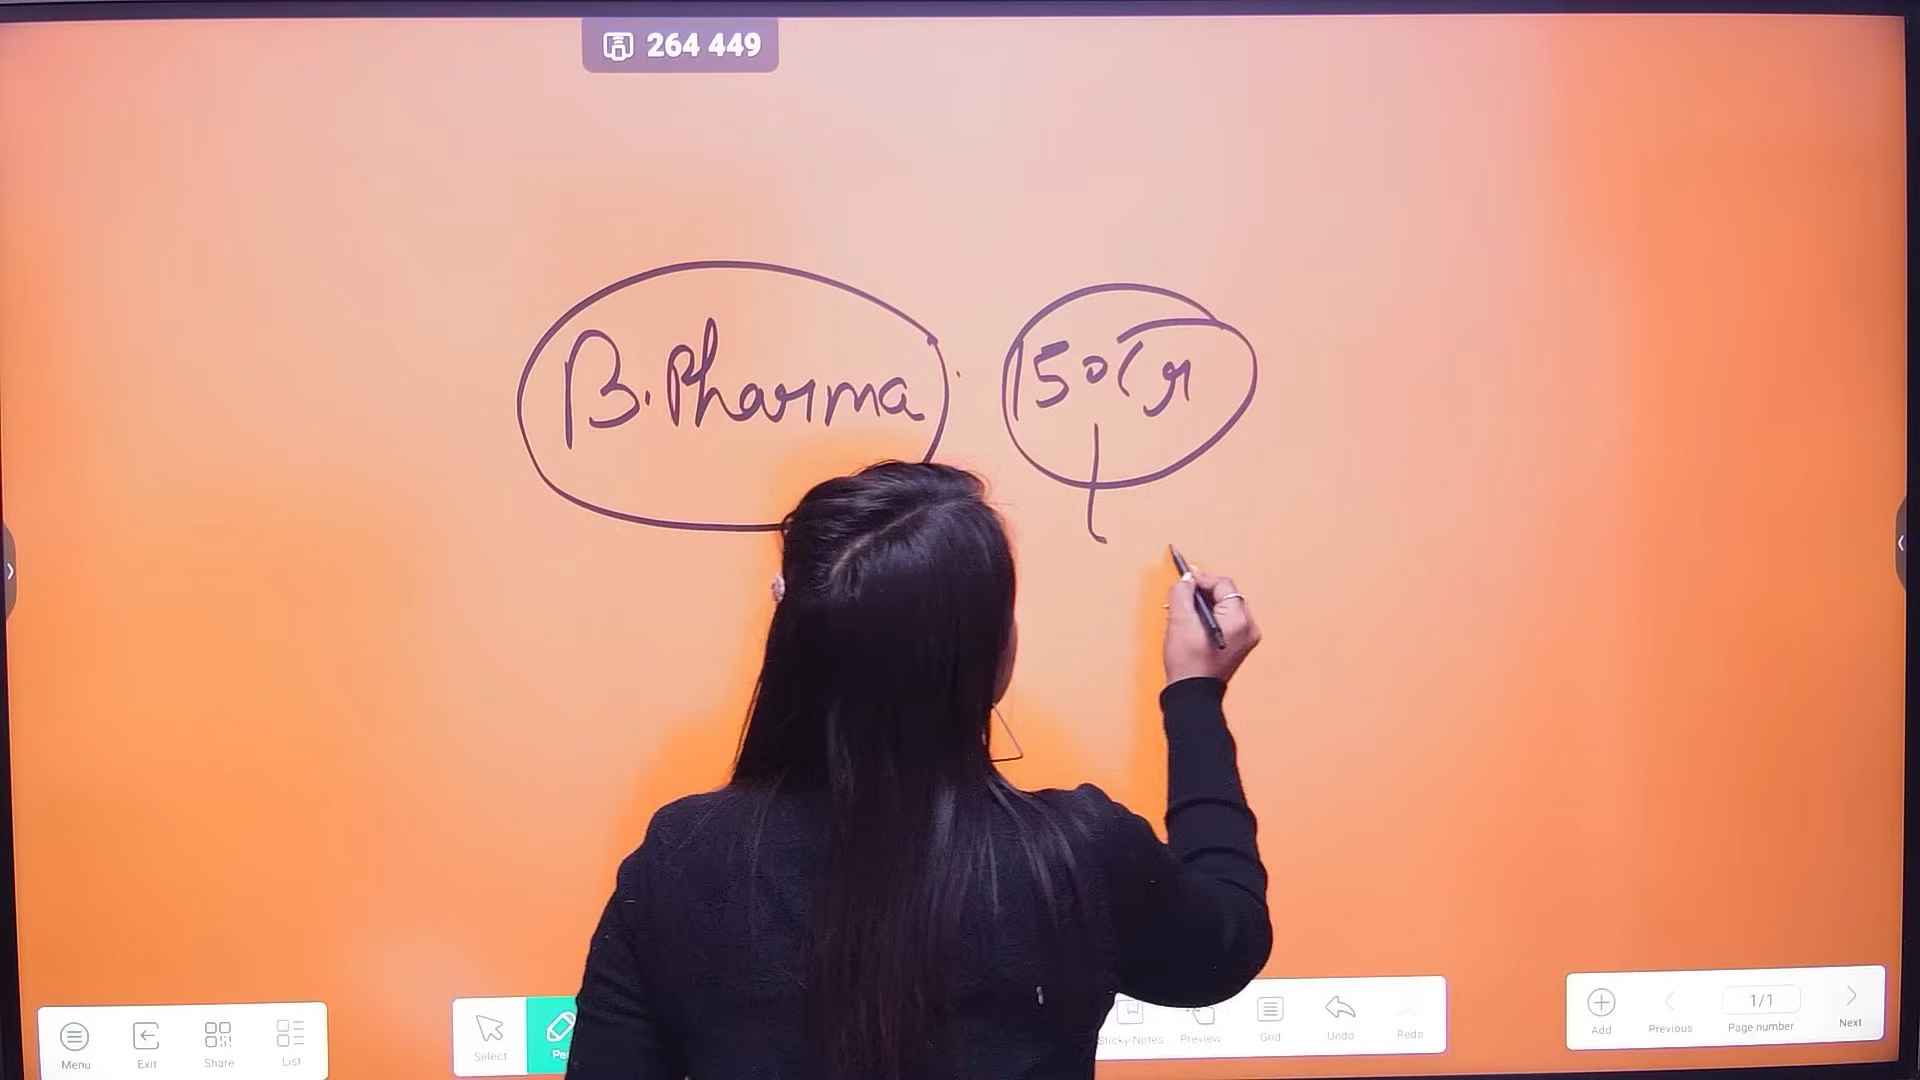 264 449
B.Pharma
Menu Exit Share List
Select
Sticky-Notes Preview Grid Undo Redo
Add Previous 1/1 Page number Next